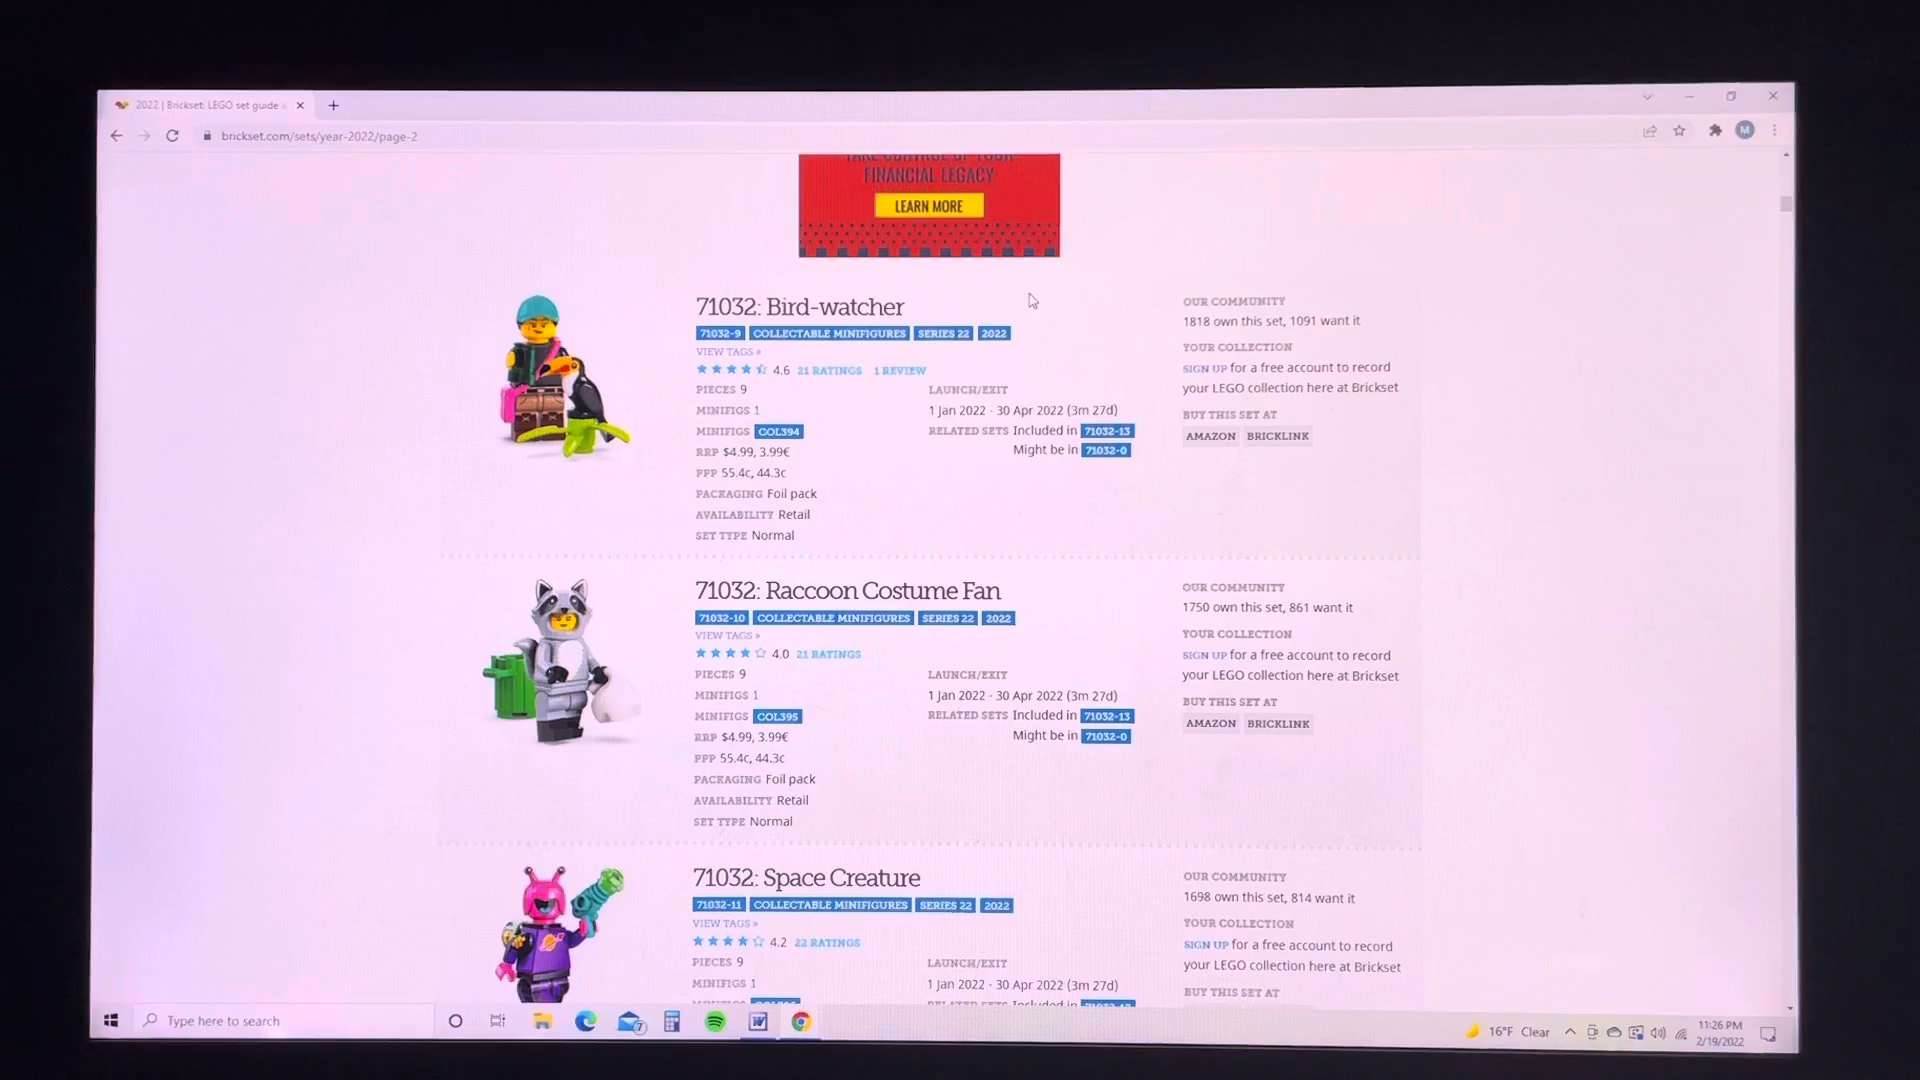 2022 | Brickset: LEGO set guide
brickset.com/sets/year-2022/page-2
M
TAKE CONTROL OF YOUR
FINANCIAL LEGACY
LEARN MORE
71032: Bird-watcher
71032-9 COLLECTABLE MINIFIGURES SERIES 22 2022
VIEW TAGS »
4.6 21 RATINGS 1 REVIEW
PIECES 9
MINIFIGS 1
MINIFIGS COL394
RRP $4.99, 3.99€
PPP 55.4c, 44.3c
PACKAGING Foil pack
AVAILABILITY Retail
SET TYPE Normal
LAUNCH/EXIT
1 Jan 2022 - 30 Apr 2022 (3m 27d)
RELATED SETS Included in 71032-13
Might be in 71032-0
OUR COMMUNITY
1818 own this set, 1091 want it
YOUR COLLECTION
SIGN UP for a free account to record
your LEGO collection here at Brickset
BUY THIS SET AT
AMAZON BRICKLINK
71032: Raccoon Costume Fan
71032-10 COLLECTABLE MINIFIGURES SERIES 22 2022
VIEW TAGS »
4.0 21 RATINGS
PIECES 9
MINIFIGS 1
MINIFIGS COL395
RRP $4.99, 3.99€
PPP 55.4c, 44.3c
PACKAGING Foil pack
AVAILABILITY Retail
SET TYPE Normal
LAUNCH/EXIT
1 Jan 2022 - 30 Apr 2022 (3m 27d)
RELATED SETS Included in 71032-13
Might be in 71032-0
OUR COMMUNITY
1750 own this set, 861 want it
YOUR COLLECTION
SIGN UP for a free account to record
your LEGO collection here at Brickset
BUY THIS SET AT
AMAZON BRICKLINK
71032: Space Creature
71032-11 COLLECTABLE MINIFIGURES SERIES 22 2022
VIEW TAGS »
4.2 22 RATINGS
PIECES 9
MINIFIGS 1
LAUNCH/EXIT
1 Jan 2022 - 30 Apr 2022 (3m 27d)
RELATED SETS Included in
OUR COMMUNITY
1698 own this set, 814 want it
YOUR COLLECTION
SIGN UP for a free account to record
your LEGO collection here at Brickset
BUY THIS SET AT
Type here to search
7
16°F Clear
11:26 PM
2/19/2022